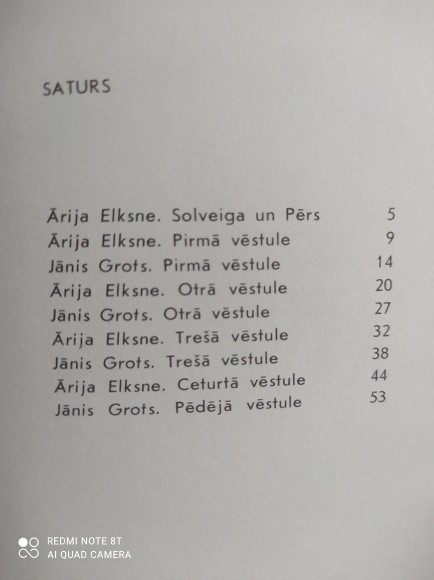 SATURS
Ārija Elksne. Solveiga un Pērs 5
Ārija Elksne. Pirmā vēstule 9
Jānis Grots. Pirmā vēstule 14
Ārija Elksne. Otrā vēstule 20
Jānis Grots. Otrā vēstule 27
Ārija Elksne. Trešā vēstule 32
Jānis Grots. Trešā vēstule 38
Ārija Elksne. Ceturtā vēstule 44
Jānis Grots. Pēdējā vēstule 53
REDMI NOTE 8T
AI QUAD CAMERA